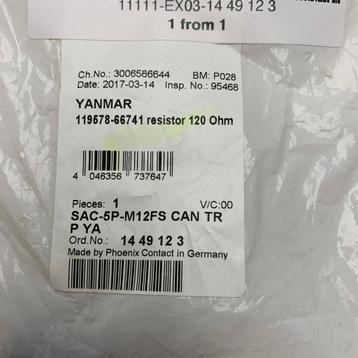 11111-EX03-14 49 12 3
1 from 1
Ch.No.: 3006586644 BM: P028
Date: 2017-03-14 Insp. No.: 95468
YANMAR
119578-66741 resistor 120 Ohm
4 046356 737647
Pieces: 1 V/C:00
SAC-5P-M12FS CAN TR
P YA
Ord.No.: 14 49 12 3
Made by Phoenix Contact in Germany